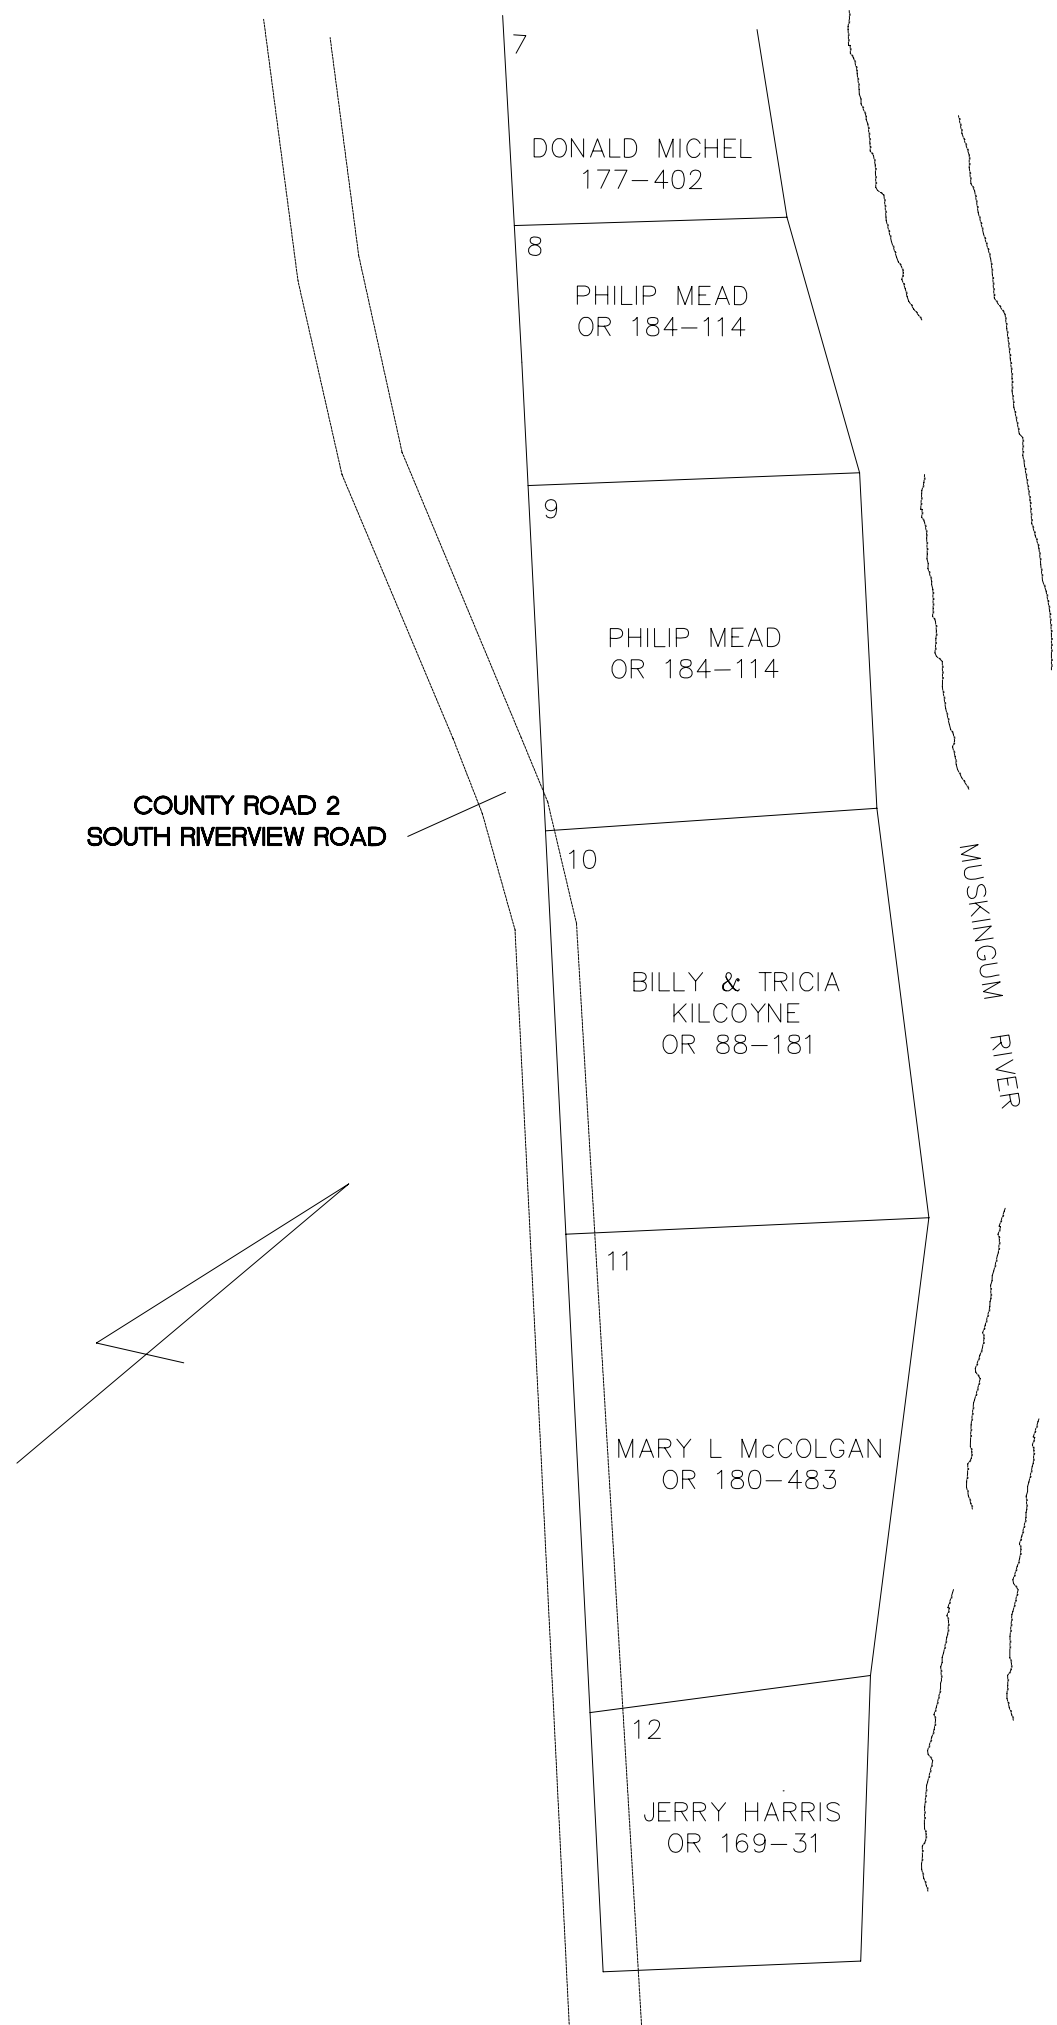 7
DONALD MICHEL
177-402
8
PHILIP MEAD
OR 184-114
9
PHILIP MEAD
OR 184-114
COUNTY ROAD 2
SOUTH RIVERVIEW ROAD
10
MUSKINGUM RIVER
BILLY & TRICIA
KILCOYNE
OR 88-181
11
MARY L McCOLGAN
OR 180-483
12
JERRY HARRIS
OR 169-31